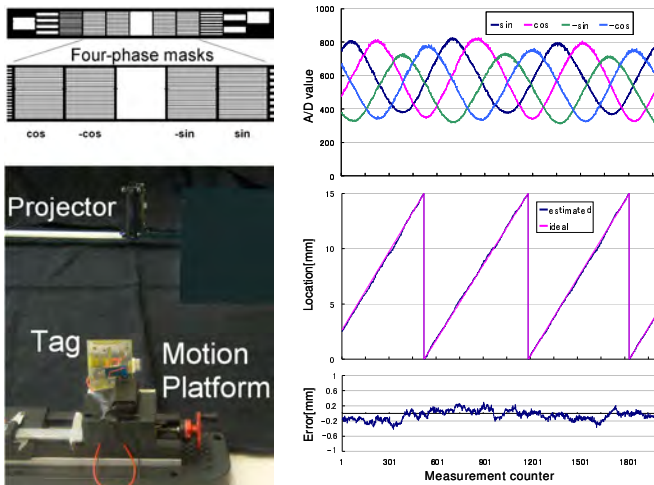 Four-phase masks
cos -cos -sin sin
Projector
Tag
Motion
Platform
sin cos -sin -cos
1000
800
600
400
200
0
A/D value
15
10
5
0
Location[mm]
estimated
ideal
1
0.6
0.2
-0.2
-0.6
-1
Error[mm]
1 301 601 901 1201 1501 1801
Measurement counter